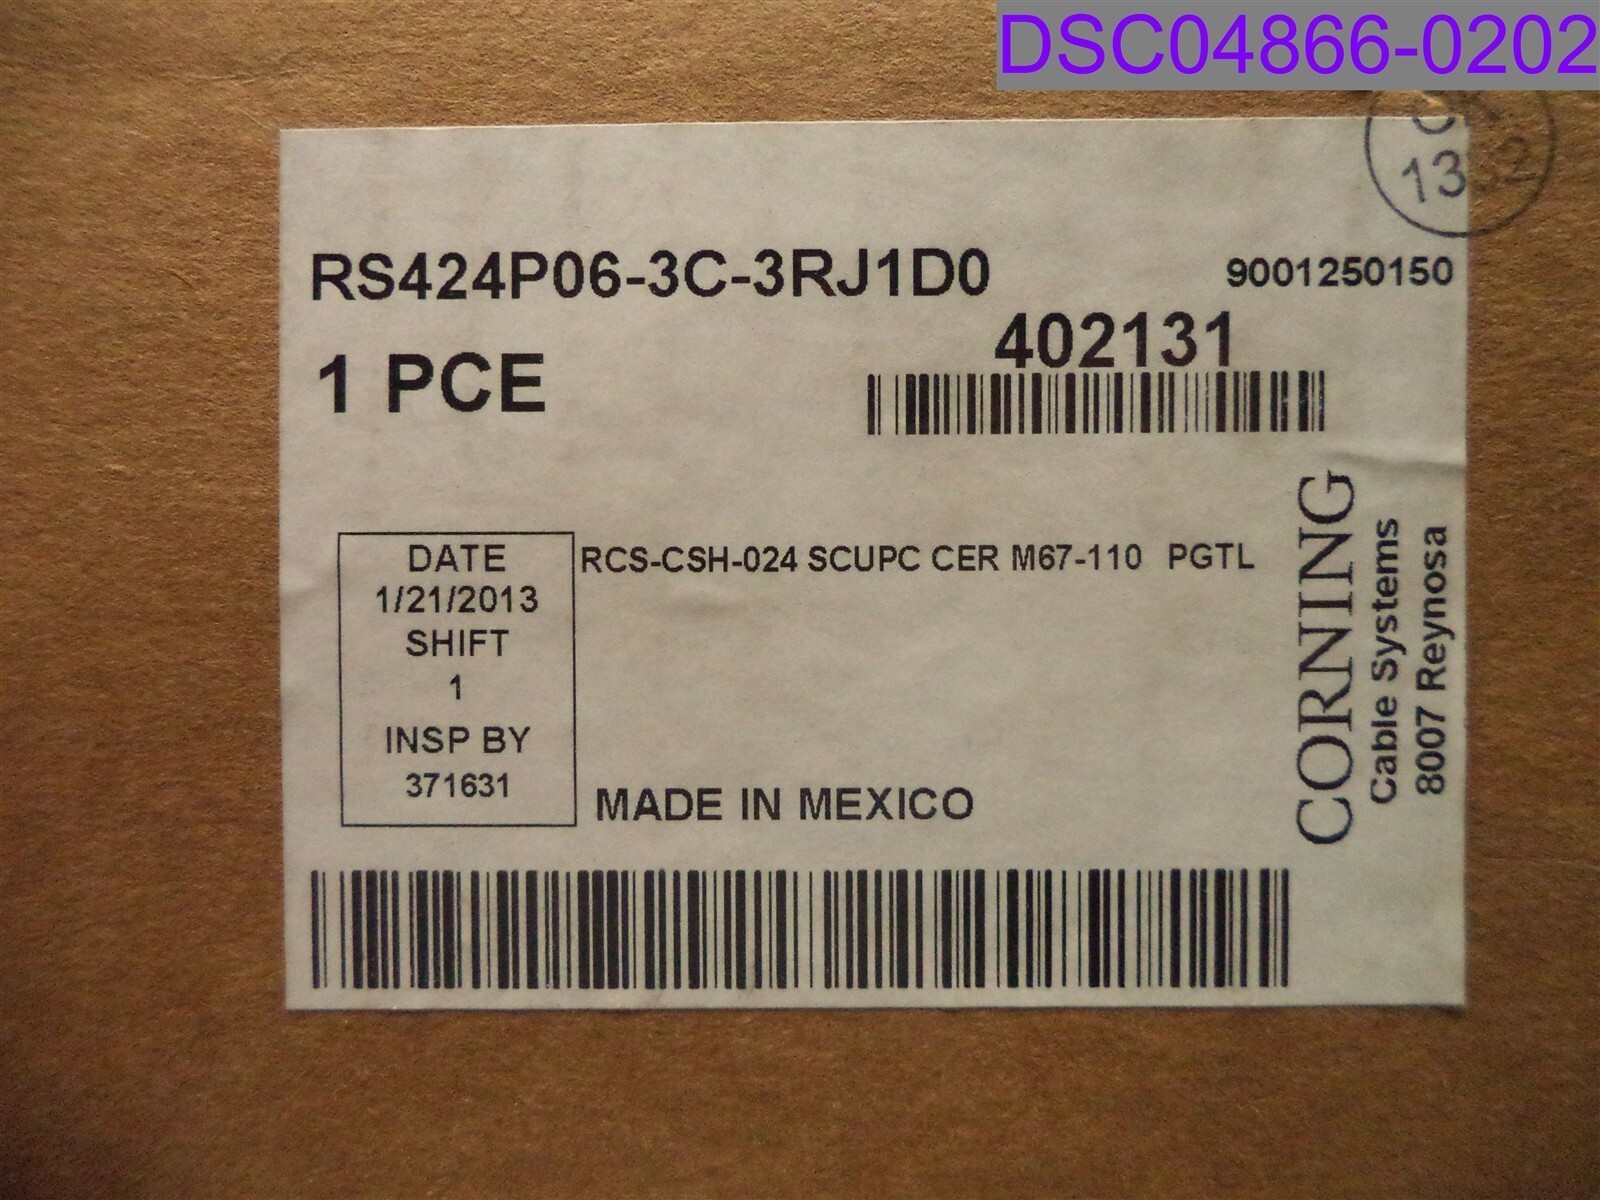 DSC04866-0202
RS424P06-3C-3RJ1D0
9001250150
402131
1 PCE
DATE
1/21/2013
SHIFT
1
INSP BY
371631
RCS-CSH-024 SCUPC CER M67-110 PGTL
MADE IN MEXICO
CORNING
Cable Systems
8007 Reynosa